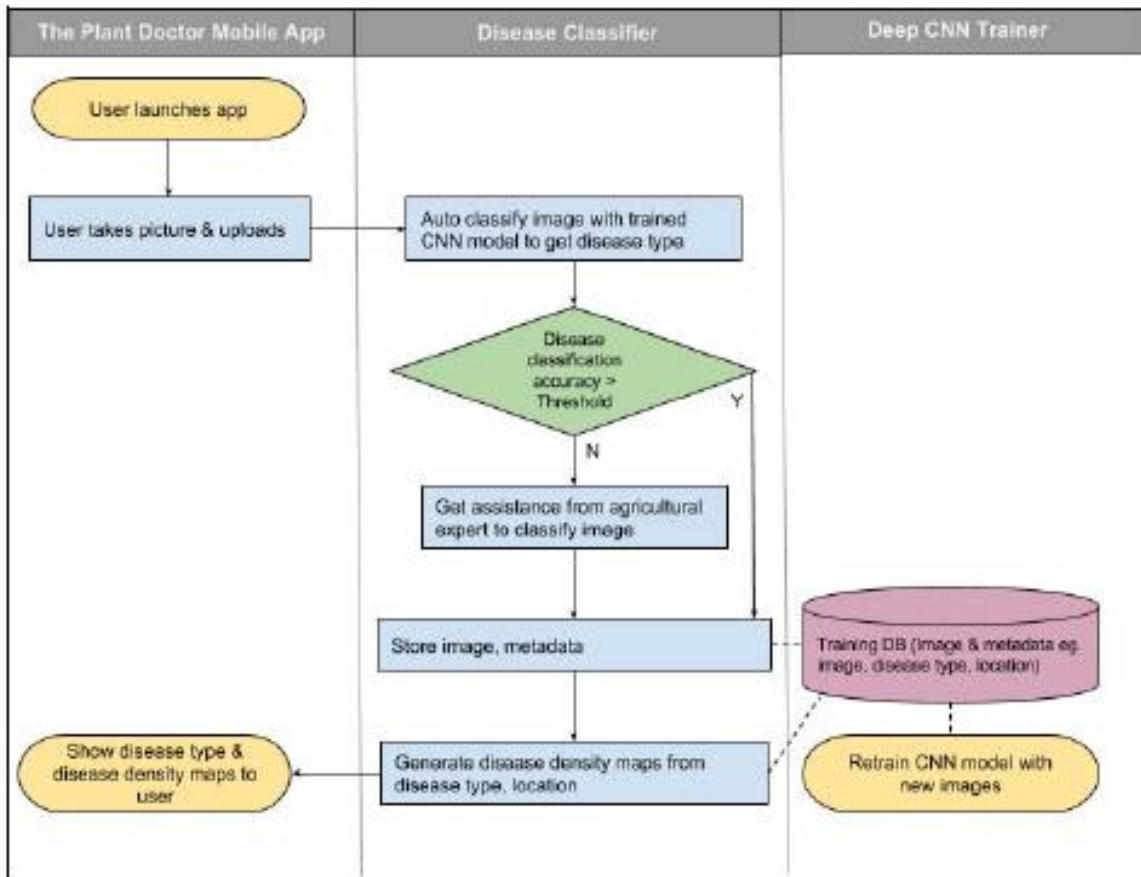 The Plant Doctor Mobile App
Disease Classifier
Deep CNN Trainer
User launches app
User takes picture & uploads
Auto classify image with trained
CNN model to get disease type
Disease
classification
accuracy >
Threshold
Y
N
Get assistance from agricultural
expert to classify image
Store image, metadata
Training DB (Image & metadata eg.
image, disease type, location)
Show disease type &
disease density maps to
user
Generate disease density maps from
disease type, location
Retrain CNN model with
new images